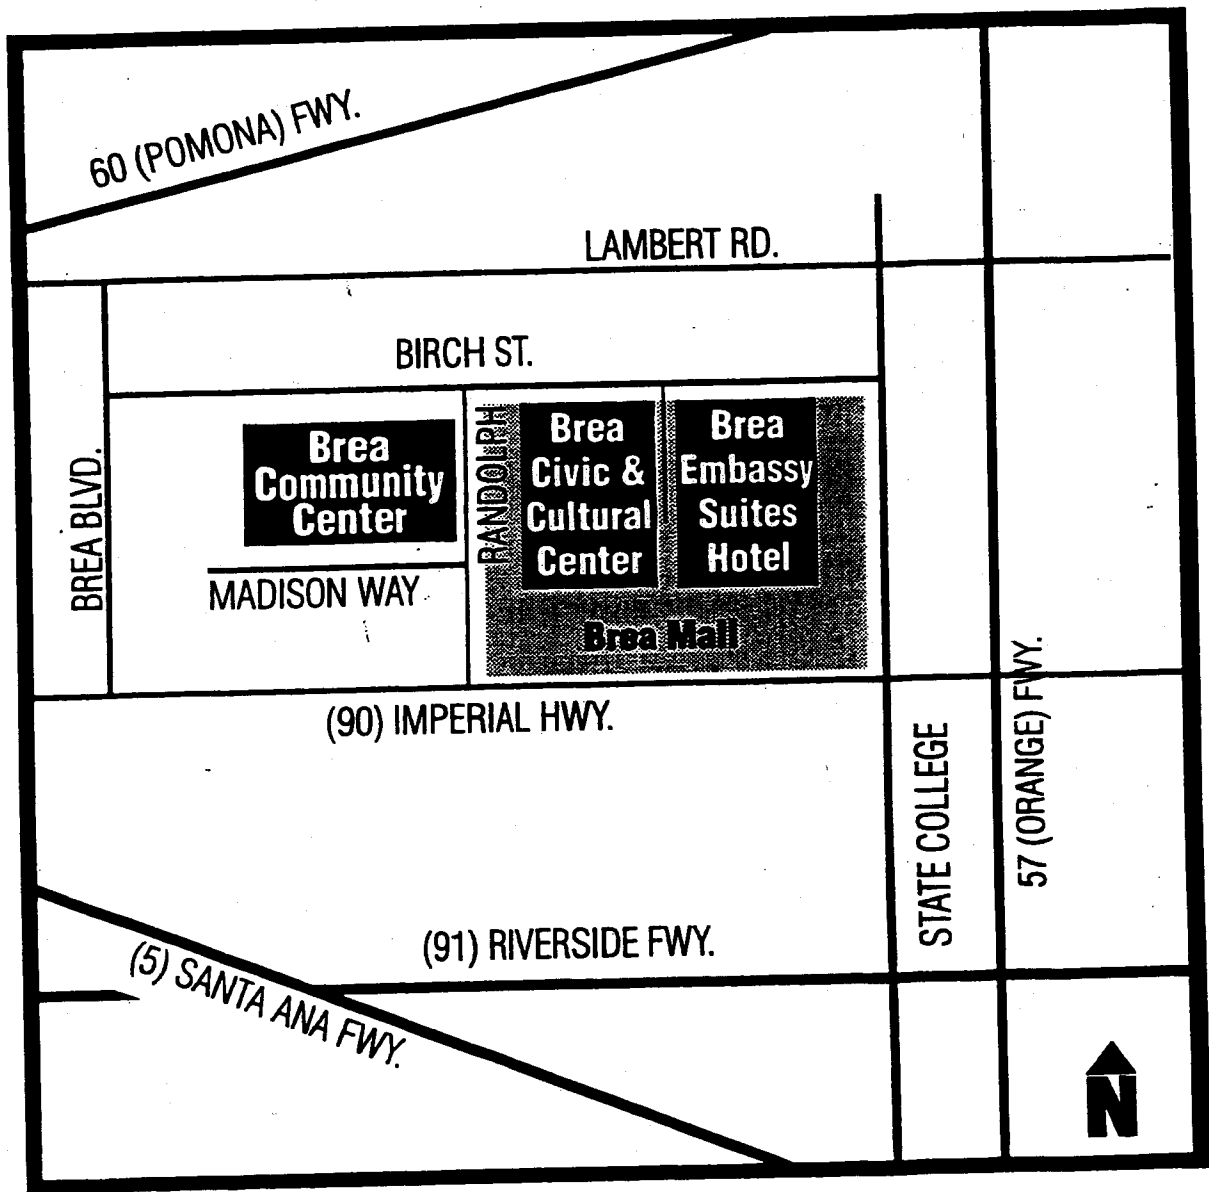 60 (POMONA) FWY.
LAMBERT RD.
BIRCH ST.
BREA BLVD.
Brea
Community
Center
RANDOLPH
Brea
Civic &
Cultural
Center
Brea
Embassy
Suites
Hotel
MADISON WAY
Brea Mall
(90) IMPERIAL HWY.
STATE COLLEGE
57 (ORANGE) FWY.
(91) RIVERSIDE FWY.
(5) SANTA ANA FWY.
N